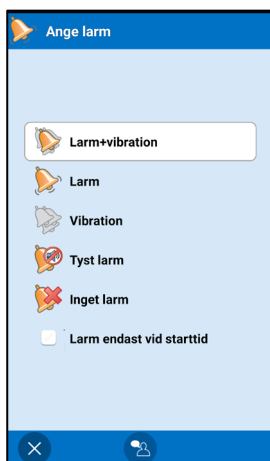 Ange larm
Larm+vibration
Larm
Vibration
Tyst larm
Inget larm
Larm endast vid starttid